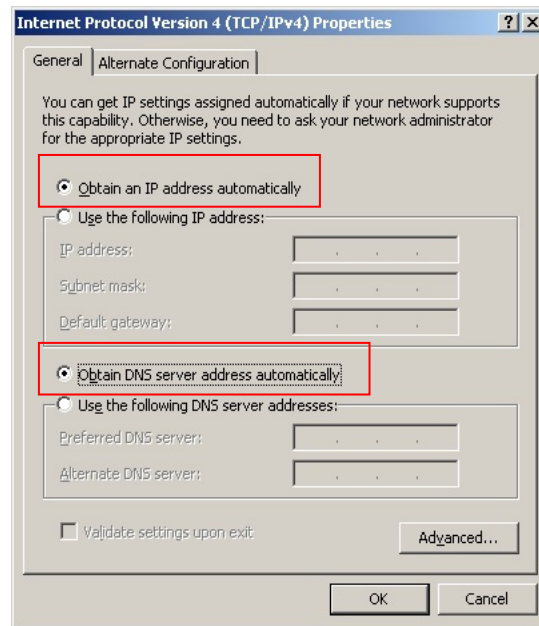 Internet Protocol Version 4 (TCP/IPv4) Properties
General
Alternate Configuration
You can get IP settings assigned automatically if your network supports
this capability. Otherwise, you need to ask your network administrator
for the appropriate IP settings.
Obtain an IP address automatically
Use the following IP address:
IP address:
Subnet mask:
Default gateway:
Obtain DNS server address automatically
Use the following DNS server addresses:
Preferred DNS server:
Alternate DNS server:
Validate settings upon exit
Advanced...
OK
Cancel